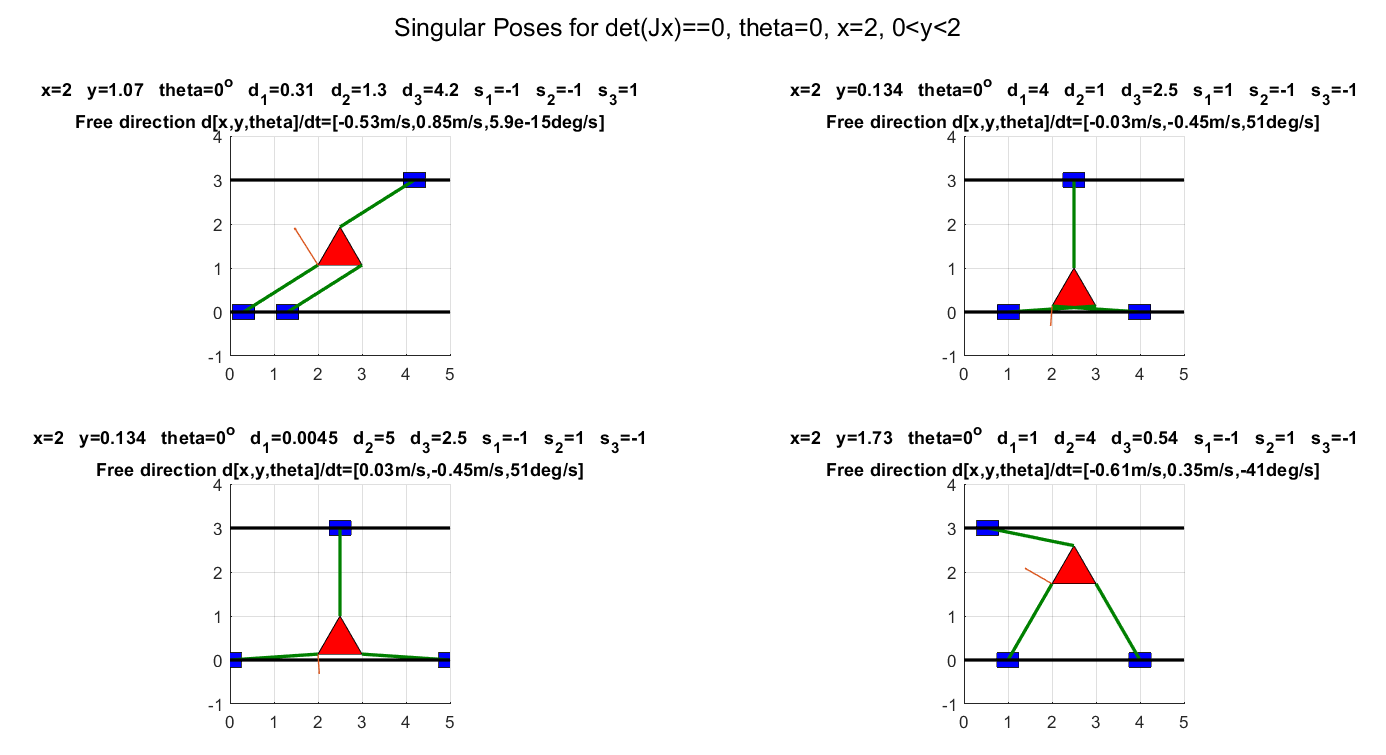 Singular Poses for det(Jx)==0, theta=0, x=2, 0<y<2
x=2 y=1.07 theta=0° d₁=0.31 d₂=1.3 d₃=4.2 s₁=-1 s₂=-1 s₃=1
Free direction d[x,y,theta]/dt=[-0.53m/s,0.85m/s,5.9e-15deg/s]
4
3
2
1
0
-1
0 1 2 3 4 5
x=2 y=0.134 theta=0° d₁=4 d₂=1 d₃=2.5 s₁=1 s₂=-1 s₃=-1
Free direction d[x,y,theta]/dt=[-0.03m/s,-0.45m/s,51deg/s]
4
3
2
1
0
-1
0 1 2 3 4 5
x=2 y=0.134 theta=0° d₁=0.0045 d₂=5 d₃=2.5 s₁=-1 s₂=1 s₃=-1
Free direction d[x,y,theta]/dt=[0.03m/s,-0.45m/s,51deg/s]
4
3
2
1
0
-1
0 1 2 3 4 5
x=2 y=1.73 theta=0° d₁=1 d₂=4 d₃=0.54 s₁=-1 s₂=1 s₃=-1
Free direction d[x,y,theta]/dt=[-0.61m/s,0.35m/s,-41deg/s]
4
3
2
1
0
-1
0 1 2 3 4 5